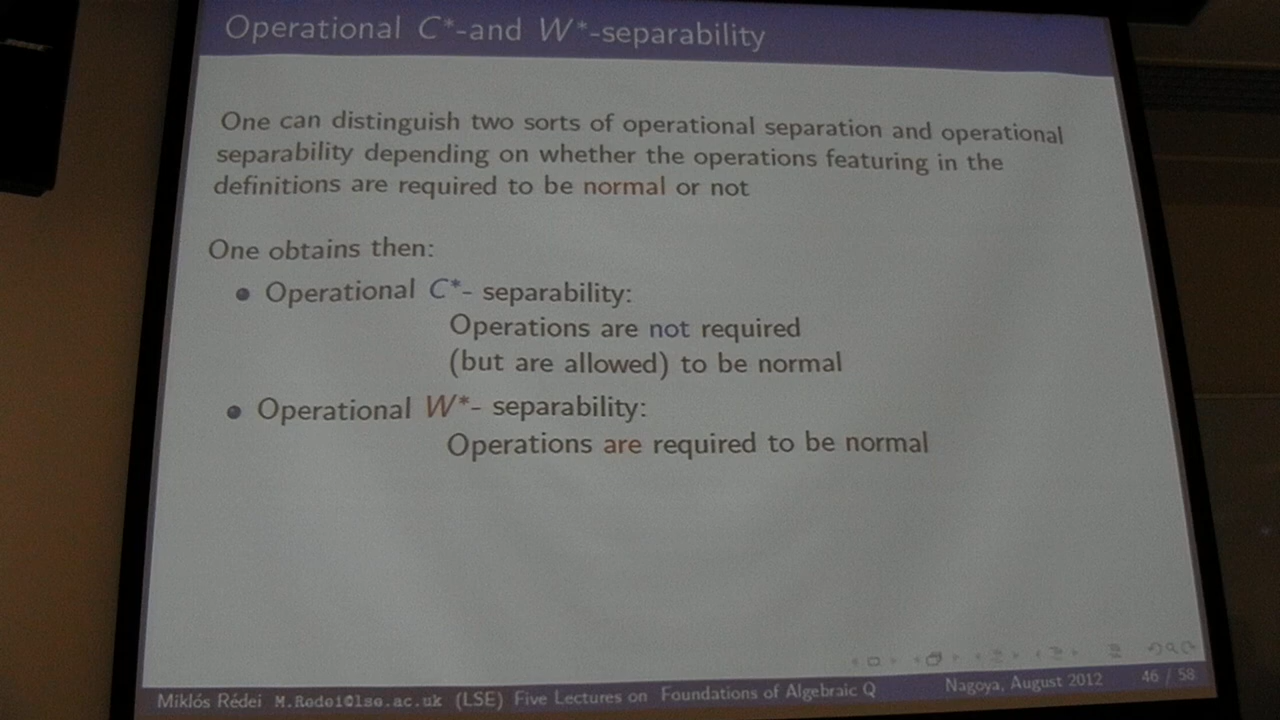 Operational C*-and W*-separability
One can distinguish two sorts of operational separation and operational
separability depending on whether the operations featuring in the
definitions are required to be normal or not
One obtains then:
• Operational C*- separability:
Operations are not required
(but are allowed) to be normal
• Operational W*- separability:
Operations are required to be normal
Miklós Rédei M.Redei@lse.ac.uk (LSE) Five Lectures on Foundations of Algebraic Q Nagoya, August 2012 46 / 58